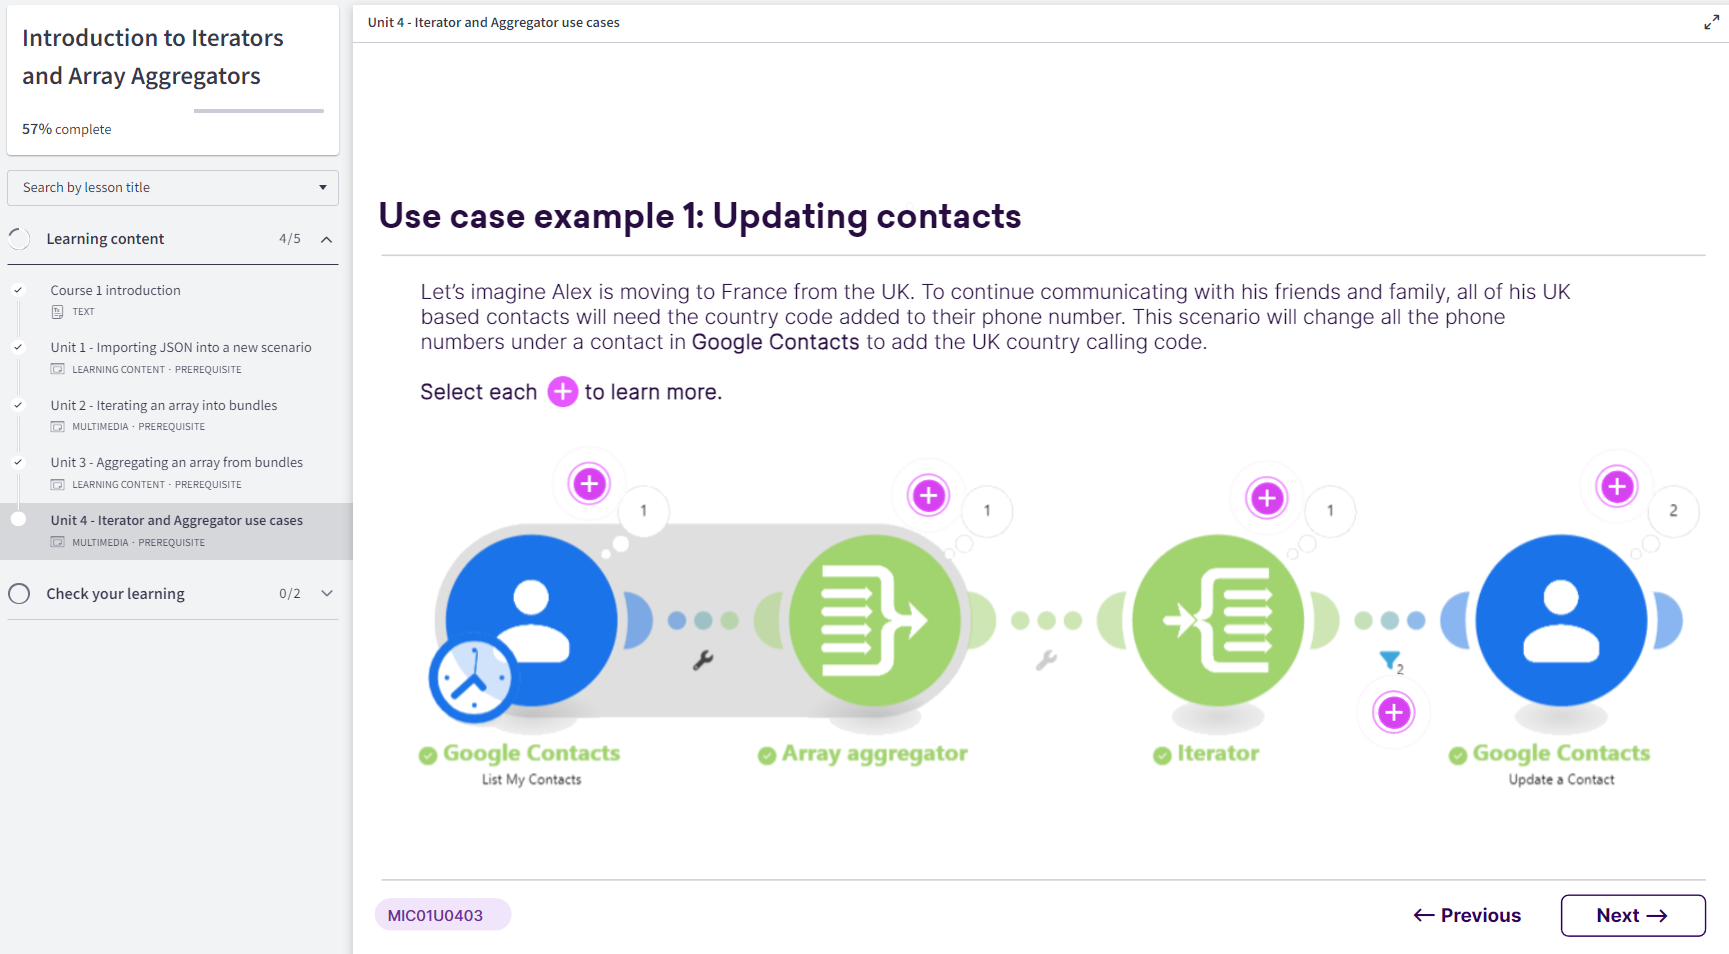 Introduction to Iterators
and Array Aggregators
57% complete
Search by lesson title
Learning content 4/5
Course 1 introduction
TEXT
Unit 1 - Importing JSON into a new scenario
LEARNING CONTENT · PREREQUISITE
Unit 2 - Iterating an array into bundles
MULTIMEDIA · PREREQUISITE
Unit 3 - Aggregating an array from bundles
LEARNING CONTENT · PREREQUISITE
Unit 4 - Iterator and Aggregator use cases
MULTIMEDIA · PREREQUISITE
Check your learning 0/2
Unit 4 - Iterator and Aggregator use cases
Use case example 1: Updating contacts
Let’s imagine Alex is moving to France from the UK. To continue communicating with his friends and family, all of his UK
based contacts will need the country code added to their phone number. This scenario will change all the phone
numbers under a contact in Google Contacts to add the UK country calling code.
Select each + to learn more.
1 1 1 2
2
Google Contacts
List My Contacts
Array aggregator
Iterator
Google Contacts
Update a Contact
MIC01U0403
← Previous
Next →